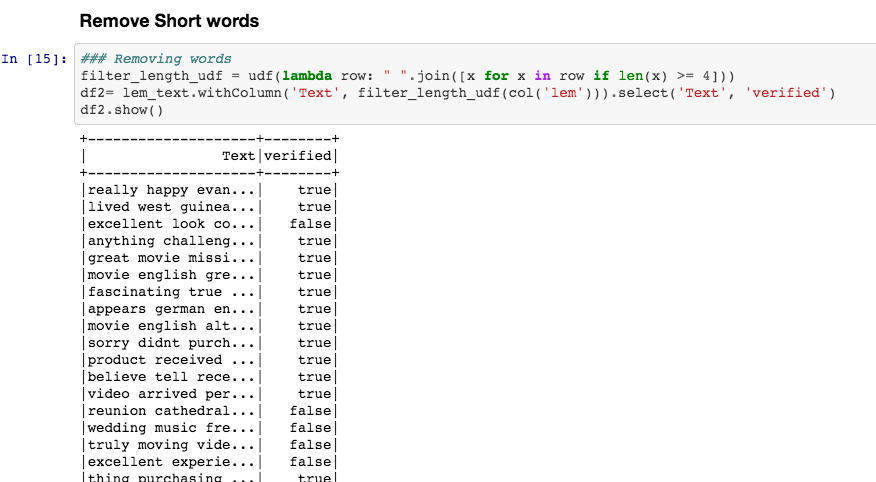 Remove Short words
In [15]: ### Removing words
filter_length_udf = udf(lambda row: " ".join([x for x in row if len(x) >= 4]))
df2= lem_text.withColumn('Text', filter_length_udf(col('lem'))).select('Text', 'verified')
df2.show()
+--------------------+--------+
|                Text|verified|
+--------------------+--------+
|really happy evan...|    true|
|lived west guinea...|    true|
|excellent look co...|   false|
|anything challeng...|    true|
|great movie missi...|    true|
|movie english gre...|    true|
|fascinating true ...|    true|
|appears german en...|    true|
|movie english alt...|    true|
|sorry didnt purch...|    true|
|product received ...|    true|
|believe tell rece...|    true|
|video arrived per...|    true|
|reunion cathedral...|   false|
|wedding music fre...|   false|
|truly moving vide...|   false|
|excellent experie...|   false|
|thing purchasing ...|    true|